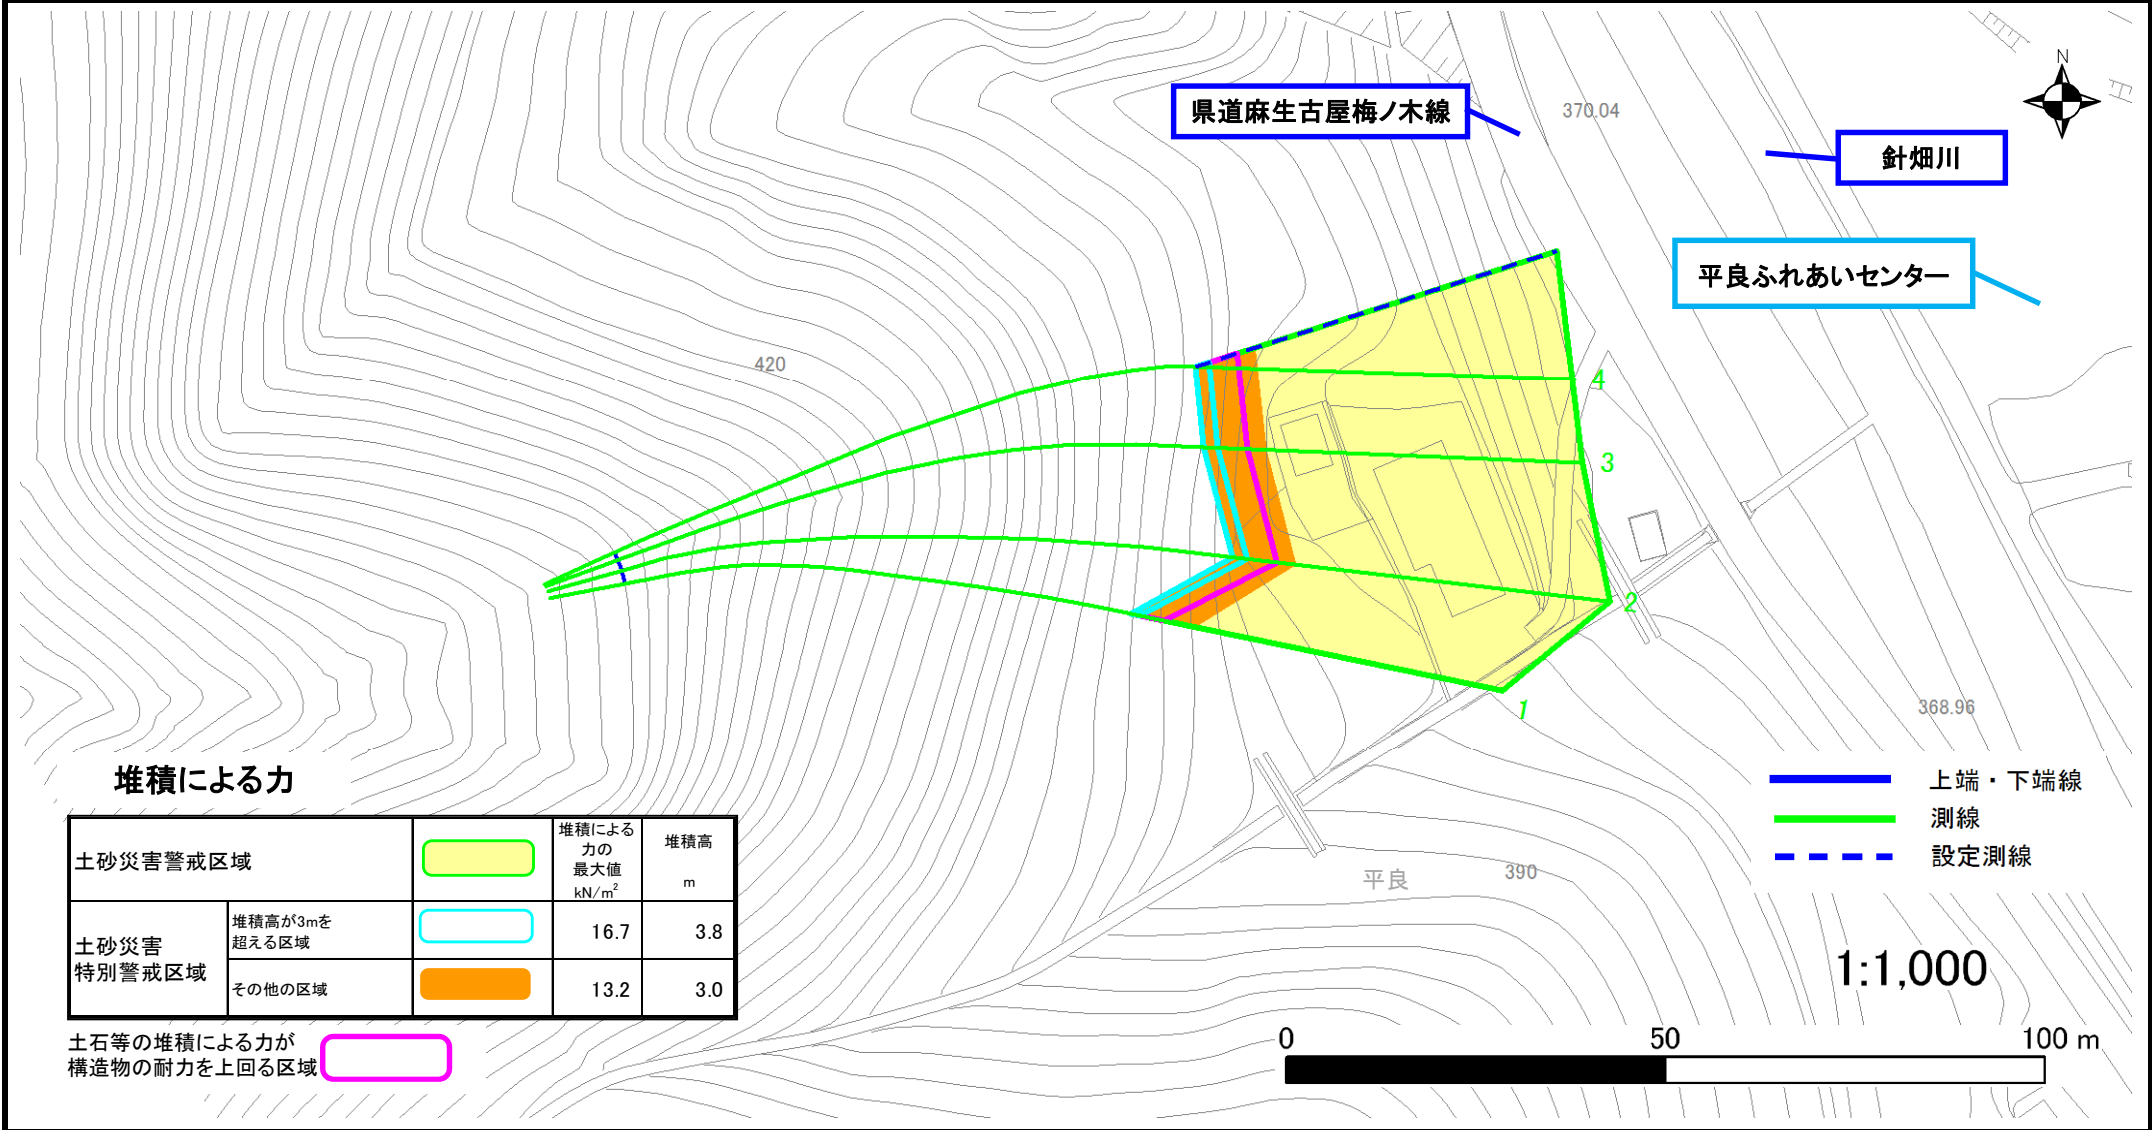 N
県道麻生古屋梅ノ木線
370.04
針畑川
平良ふれあいセンター
420
4
3
2
1
368.96
堆積による力
土砂災害警戒区域
堆積による
力の
最大値
kN/m²
堆積高
m
土砂災害
特別警戒区域
堆積高が3mを
超える区域
16.7
3.8
その他の区域
13.2
3.0
土石等の堆積による力が
構造物の耐力を上回る区域
上端・下端線
測線
設定測線
平良
390
1:1,000
0
50
100 m